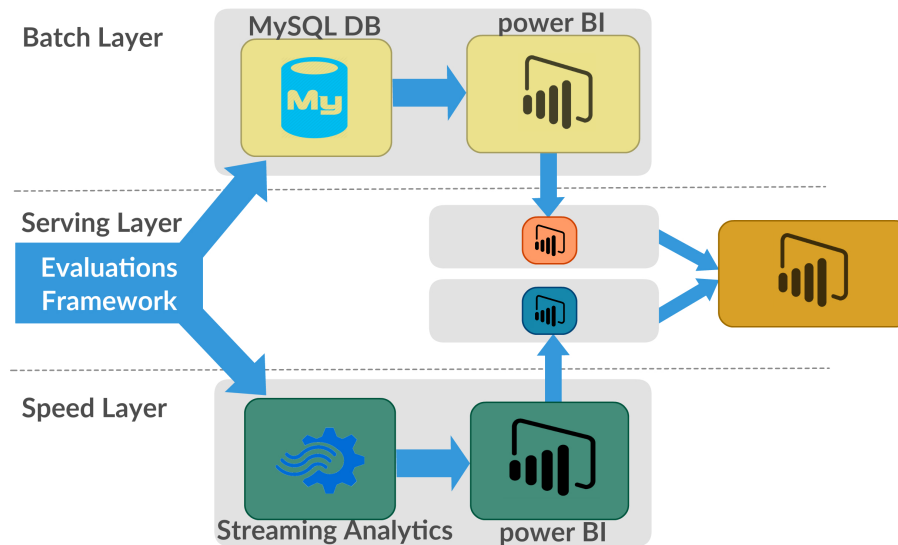 Batch Layer
MySQL DB
power BI
My
Serving Layer
Evaluations
Framework
Speed Layer
Streaming Analytics
power BI